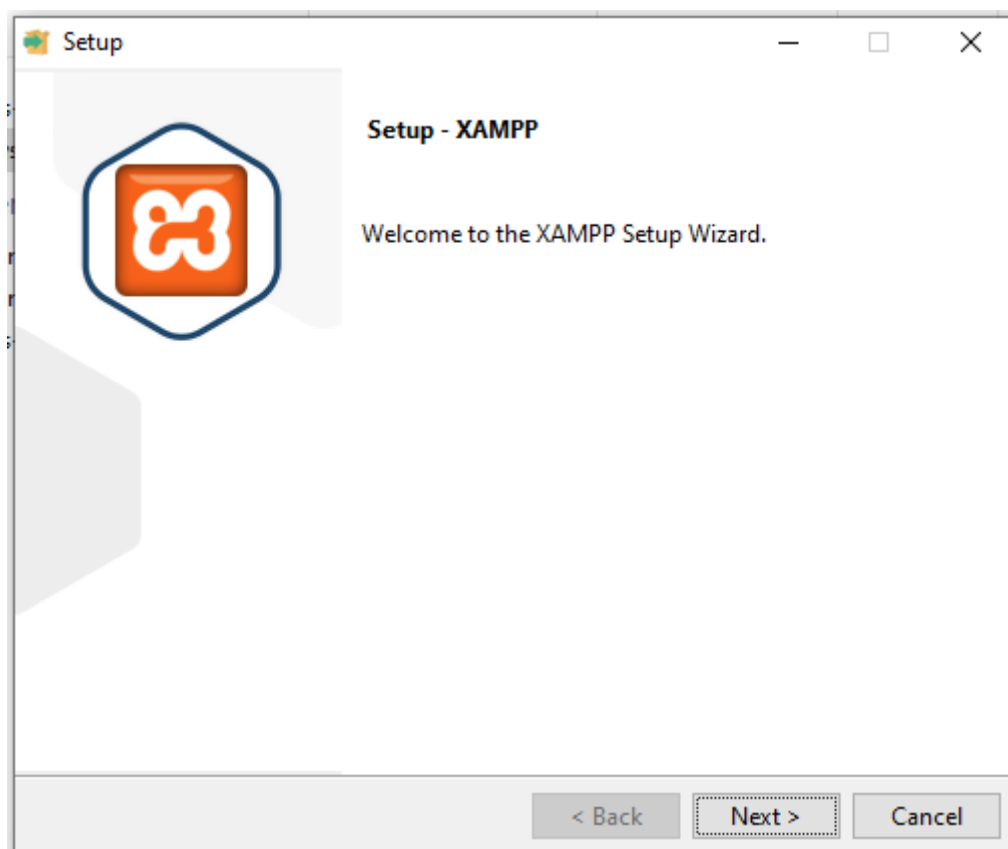 Setup
Setup - XAMPP
Welcome to the XAMPP Setup Wizard.
< Back
Next >
Cancel